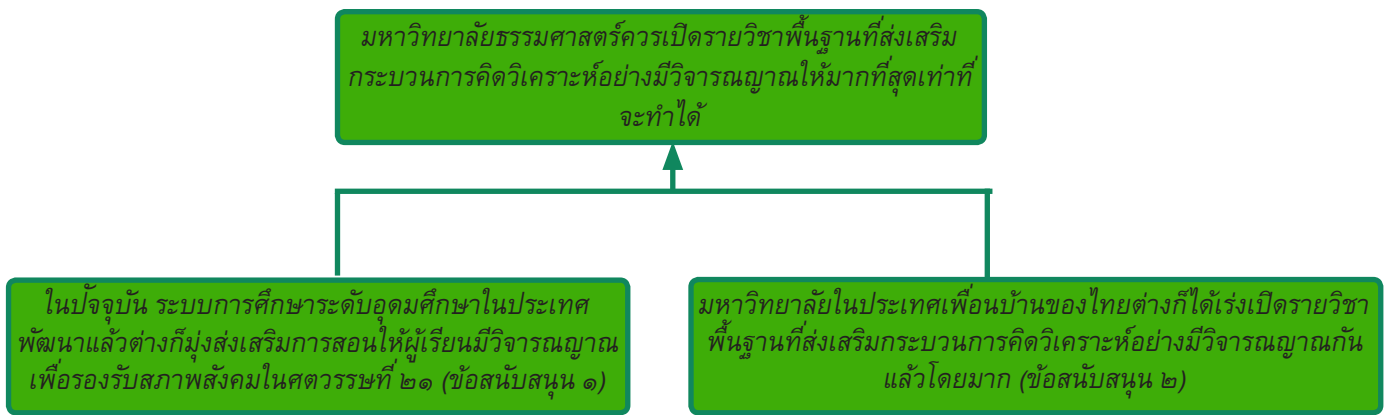 มหาวิทยาลัยธรรมศาสตร์ควรเปิดรายวิชาพื้นฐานที่ส่งเสริม
กระบวนการคิดวิเคราะห์อย่างมีวิจารณญาณให้มากที่สุดเท่าที่
จะทำได้
ในปัจจุบัน ระบบการศึกษาระดับอุดมศึกษาในประเทศ
พัฒนาแล้วต่างก็มุ่งส่งเสริมการสอนให้ผู้เรียนมีวิจารณญาณ
เพื่อรองรับสภาพสังคมในศตวรรษที่ ๒๑ (ข้อสนับสนุน ๑)
มหาวิทยาลัยในประเทศเพื่อนบ้านของไทยต่างก็ได้เร่งเปิดรายวิชา
พื้นฐานที่ส่งเสริมกระบวนการคิดวิเคราะห์อย่างมีวิจารณญาณกัน
แล้วโดยมาก (ข้อสนับสนุน ๒)